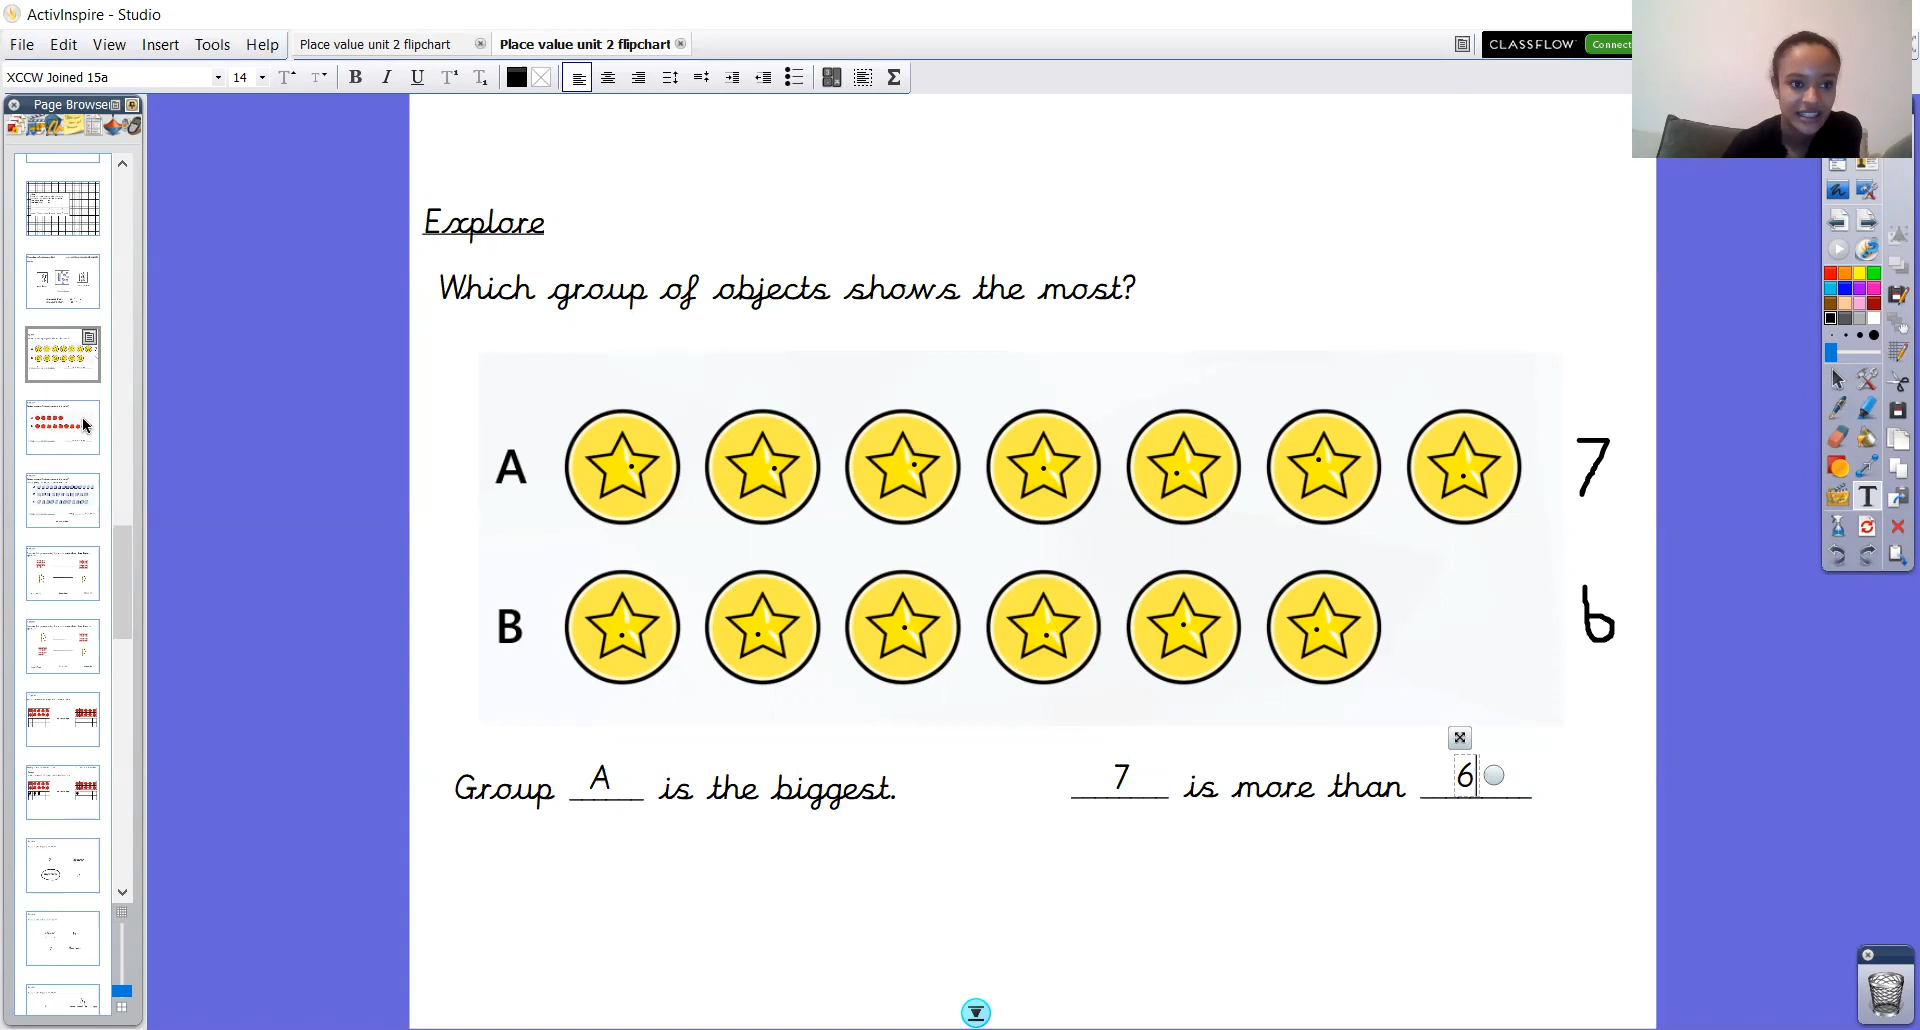 ActivInspire - Studio
File Edit View Insert Tools Help
Place value unit 2 flipchart
Place value unit 2 flipchart
CLASSFLOW Connect
XCCW Joined 15a 14
Page Browser
Explore
Which group of objects shows the most?
A 7
B 6
Group A is the biggest. 7 is more than 6